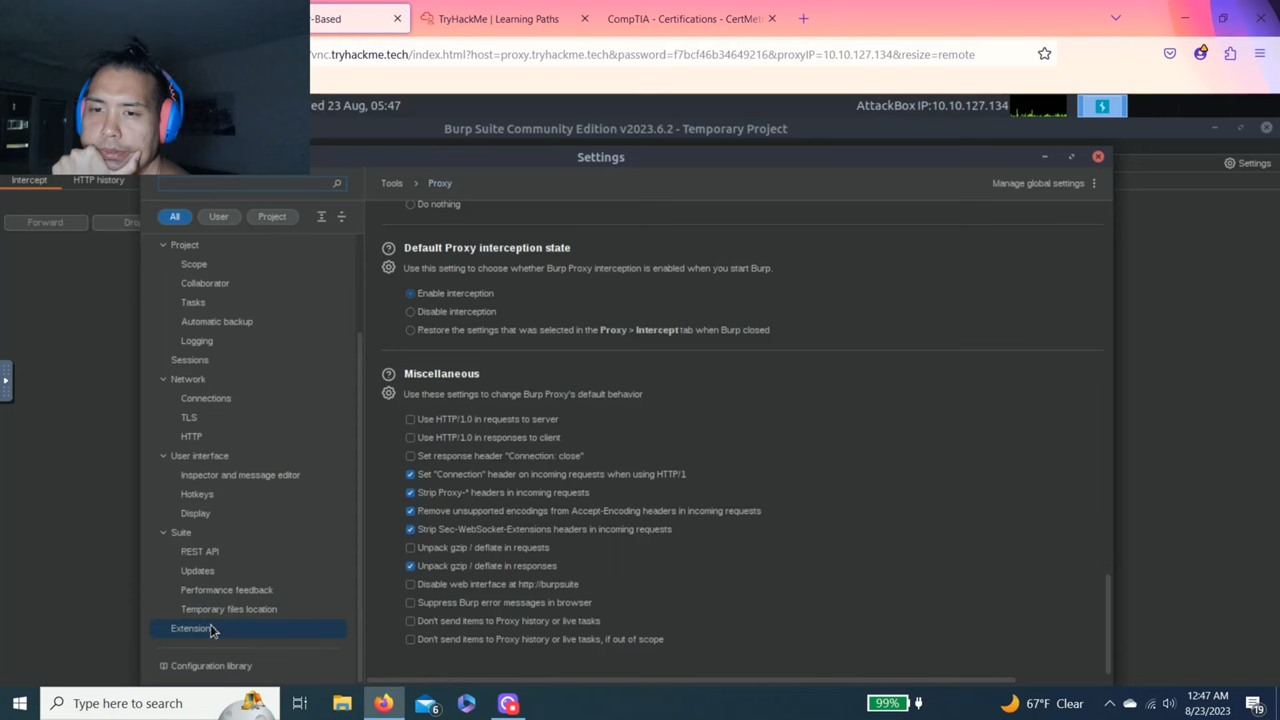 r-Based
TryHackMe | Learning Paths
CompTIA - Certifications - CertMet
vnc.tryhackme.tech/index.html?host=proxy.tryhackme.tech&password=f7bcf46b34649216&proxyIP=10.10.127.134&resize=remote
ed 23 Aug, 05:47
AttackBox IP:10.10.127.134
Burp Suite Community Edition v2023.6.2 - Temporary Project
Settings
Settings
Intercept
HTTP history
Forward
Dro
Tools > Proxy
Manage global settings
All
User
Project
Project
Scope
Collaborator
Tasks
Automatic backup
Logging
Sessions
Network
Connections
TLS
HTTP
User interface
Inspector and message editor
Hotkeys
Display
Suite
REST API
Updates
Performance feedback
Temporary files location
Extensions
Configuration library
Do nothing
Default Proxy interception state
Use this setting to choose whether Burp Proxy interception is enabled when you start Burp.
Enable interception
Disable interception
Restore the settings that was selected in the Proxy > Intercept tab when Burp closed
Miscellaneous
Use these settings to change Burp Proxy's default behavior
Use HTTP/1.0 in requests to server
Use HTTP/1.0 in responses to client
Set response header "Connection: close"
Set "Connection" header on incoming requests when using HTTP/1
Strip Proxy-* headers in incoming requests
Remove unsupported encodings from Accept-Encoding headers in incoming requests
Strip Sec-WebSocket-Extensions headers in incoming requests
Unpack gzip / deflate in requests
Unpack gzip / deflate in responses
Disable web interface at http://burpsuite
Suppress Burp error messages in browser
Don't send items to Proxy history or live tasks
Don't send items to Proxy history or live tasks, if out of scope
Type here to search
6
99%
67°F Clear
12:47 AM
8/23/2023
19